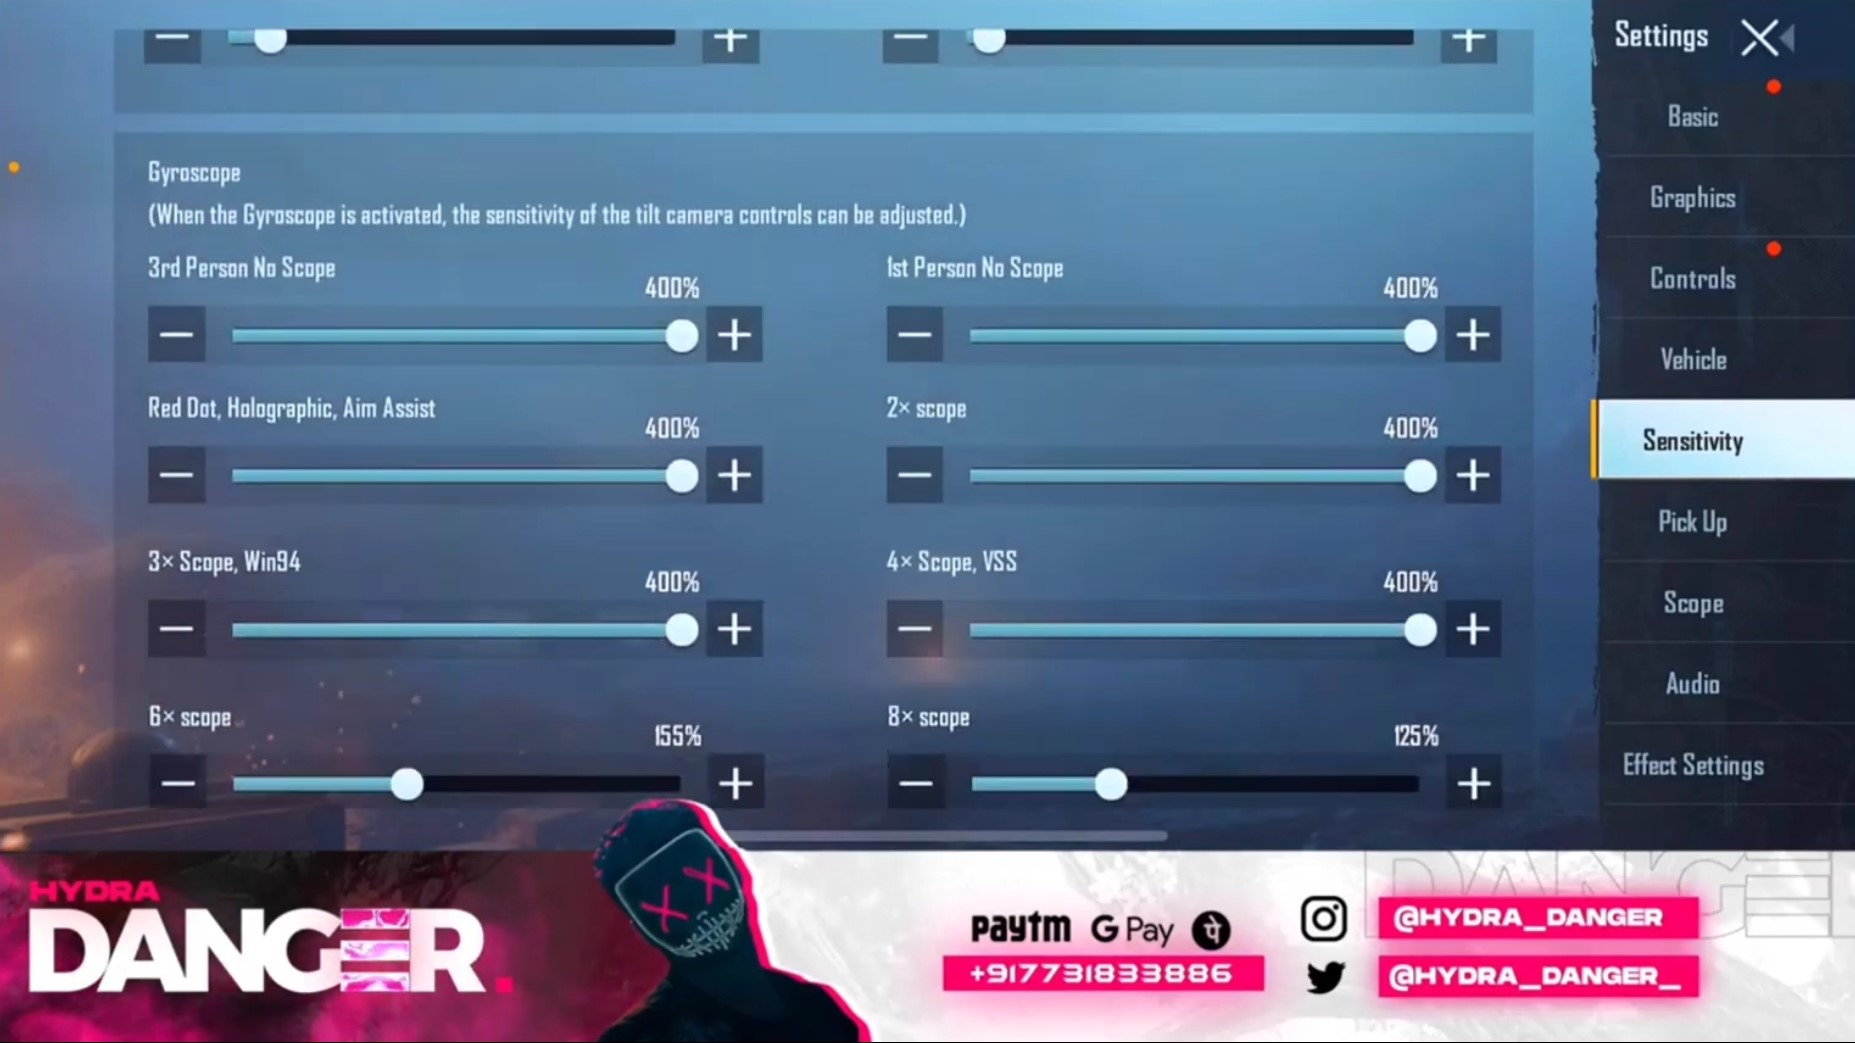 Settings
Basic
Graphics
Controls
Vehicle
Sensitivity
Pick Up
Scope
Audio
Effect Settings
Gyroscope
(When the Gyroscope is activated, the sensitivity of the tilt camera controls can be adjusted.)
3rd Person No Scope
400%
1st Person No Scope
400%
Red Dot, Holographic, Aim Assist
400%
2× scope
400%
3× Scope, Win94
400%
4× Scope, VSS
400%
6× scope
155%
8× scope
125%
HYDRA
DANGER.
paytm G Pay पे
+917731833886
@HYDRA_DANGER
@HYDRA_DANGER_
DANGER